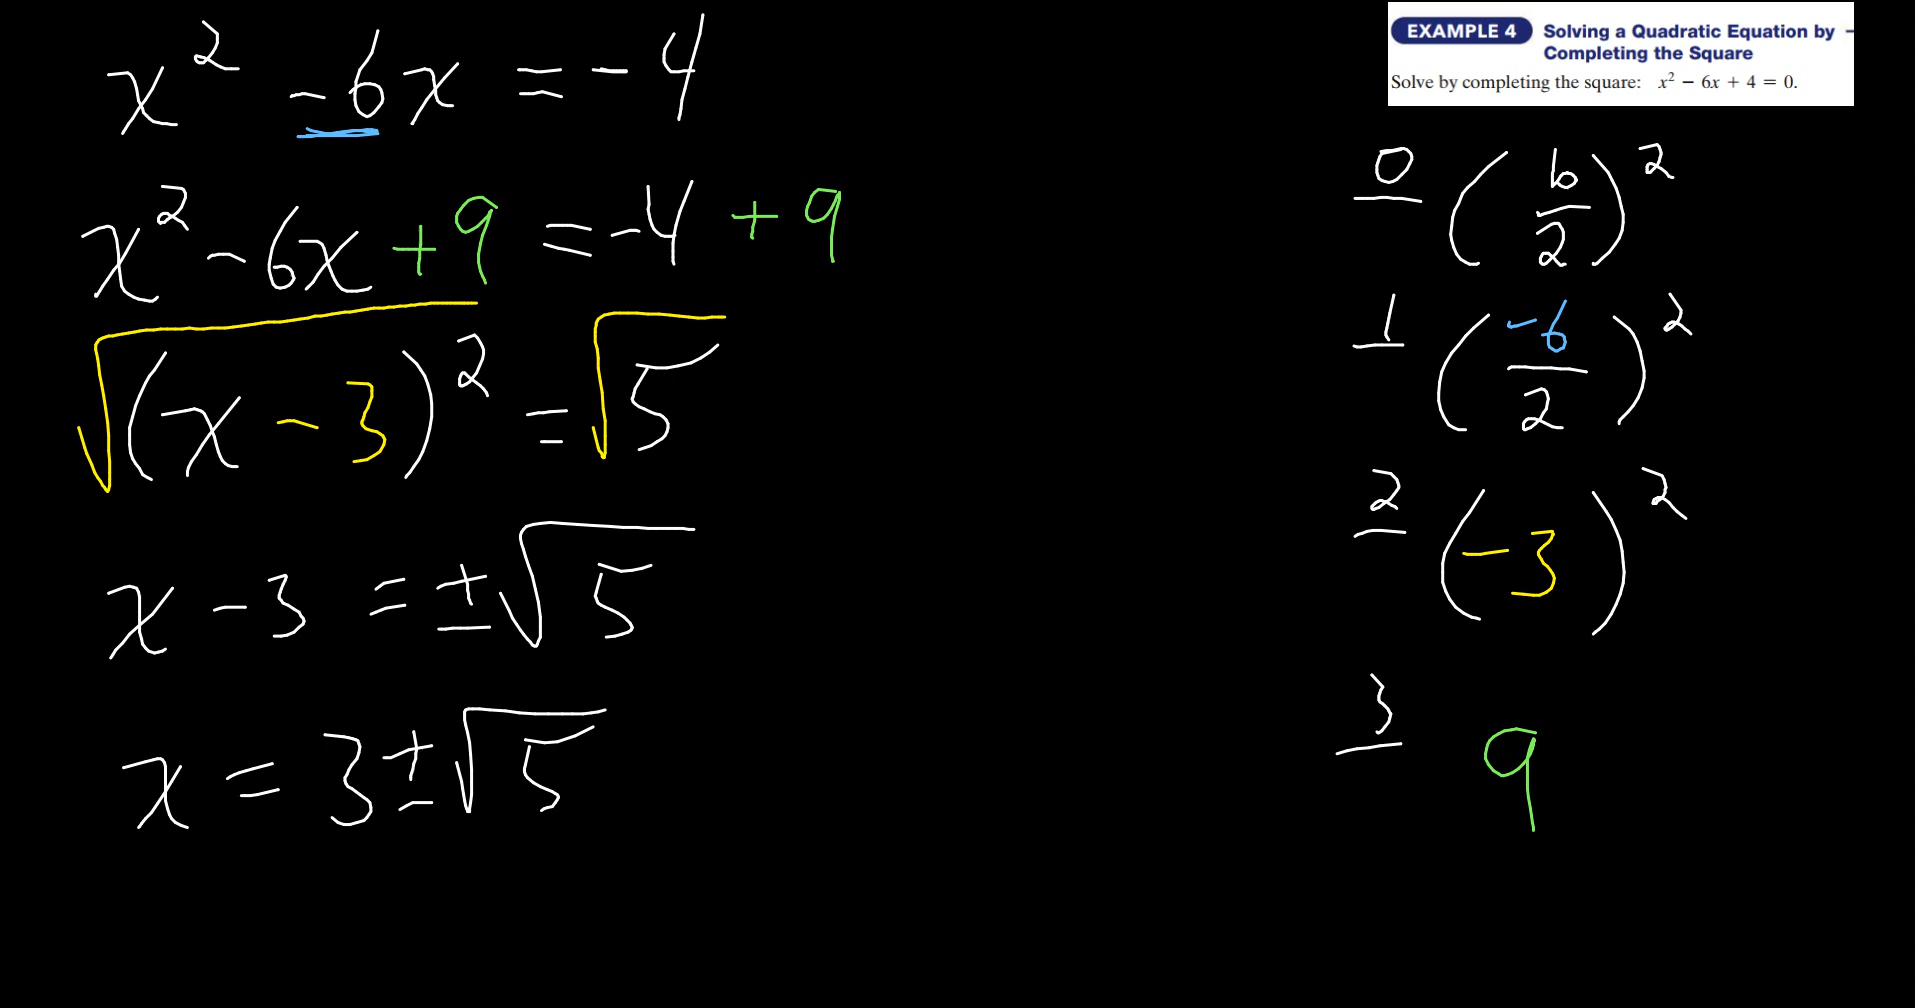 x² -6x = -4
x² - 6x + 9 = -4 + 9
√(x - 3)² = √5
x - 3 = ±√5
x = 3 ± √5
EXAMPLE 4 Solving a Quadratic Equation by
Completing the Square
Solve by completing the square: x² − 6x + 4 = 0.
0 (b/2)²
1 (-6/2)²
2 (-3)²
3 9